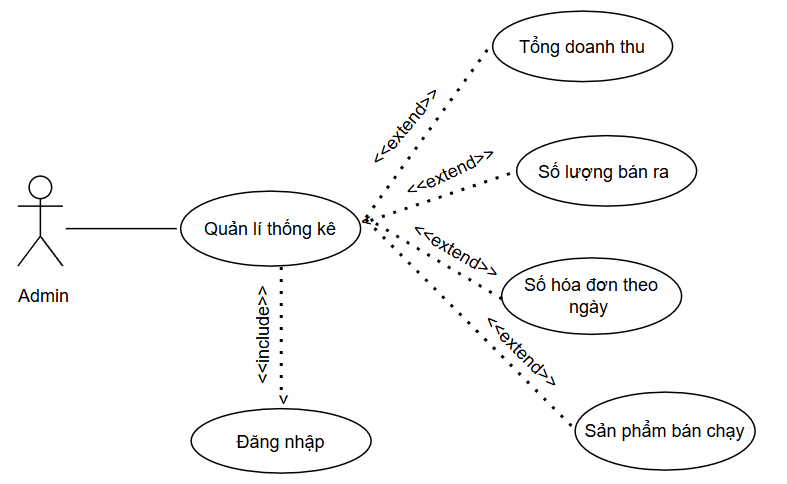 Tổng doanh thu
<<extend>>
Số lượng bán ra
<<extend>>
Quản lí thống kê
<<extend>>
Số hóa đơn theo
ngày
Admin
<<include>>
<<extend>>
Đăng nhập
Sản phẩm bán chạy